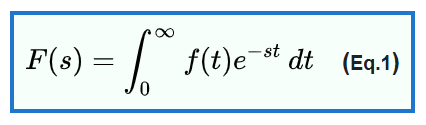 F(s) = ∫₀^∞ f(t)e^{-st} dt (Eq.1)